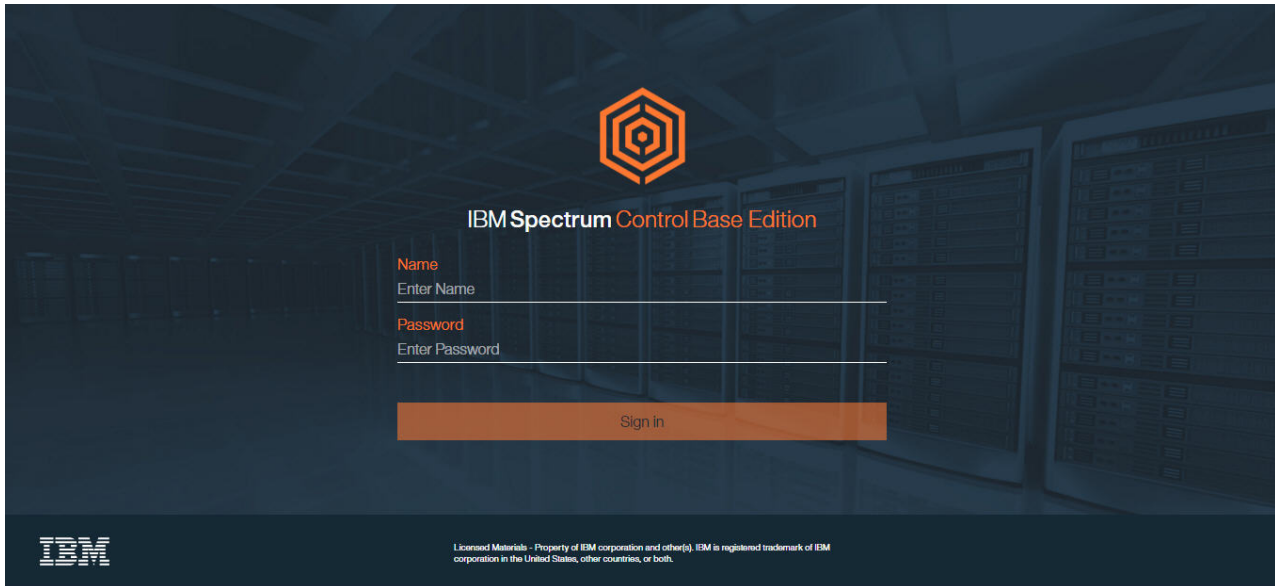 IBM Spectrum Control Base Edition
Name
Enter Name
Password
Enter Password
Sign in
IBM
Licensed Materials - Property of IBM corporation and other(s). IBM is registered trademark of IBM
corporation in the United States, other countries, or both.